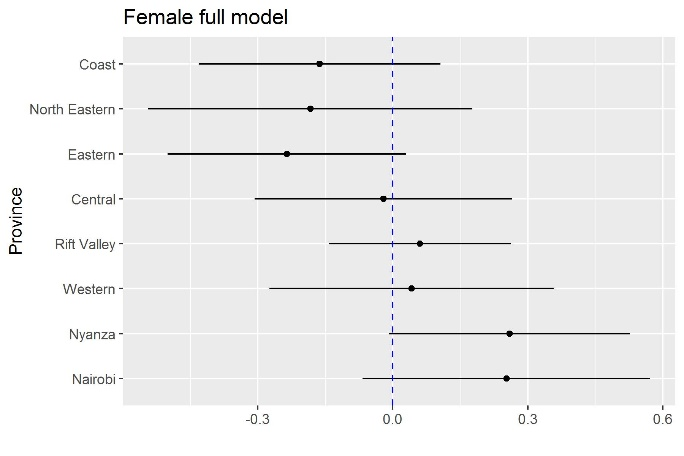 Female full model
Province
Coast
North Eastern
Eastern
Central
Rift Valley
Western
Nyanza
Nairobi
-0.3 0.0 0.3 0.6